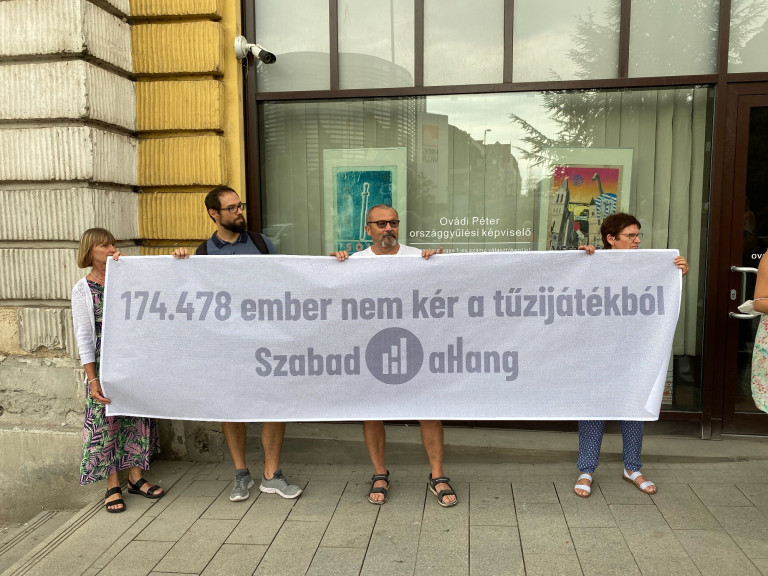 Ovádi Péter
országgyűlési képviselő
174.478 ember nem kér a tűzijátékból
Szabad aHang